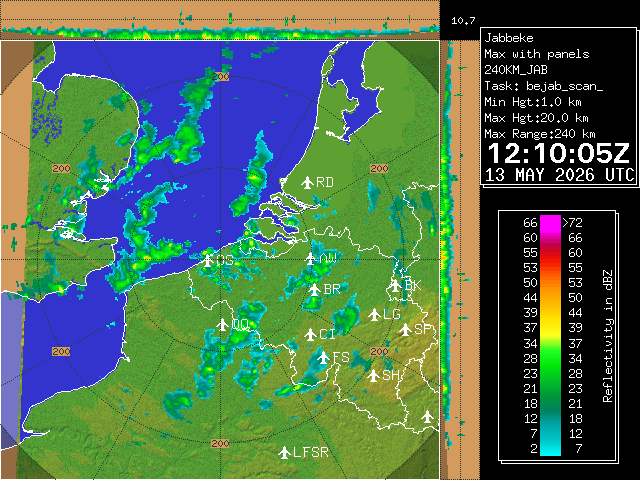 10.7
Jabbeke
Max with panels
240KM_JAB
Task: bejab_scan_
Min Hgt:1.0 km
Max Hgt:20.0 km
Max Range:240 km
12:10:05Z
13 MAY 2026 UTC
200
200
200
RD
OS
AW
BR
BK
LG
QO
CI
SP
200
FS
200
SH
200
LFSR
66 >72
60 66
55 60
53 55
50 53
44 50
39 44
37 39
34 37
28 34
23 28
21 23
18 21
12 18
7 12
2 7
Reflectivity in dBZ